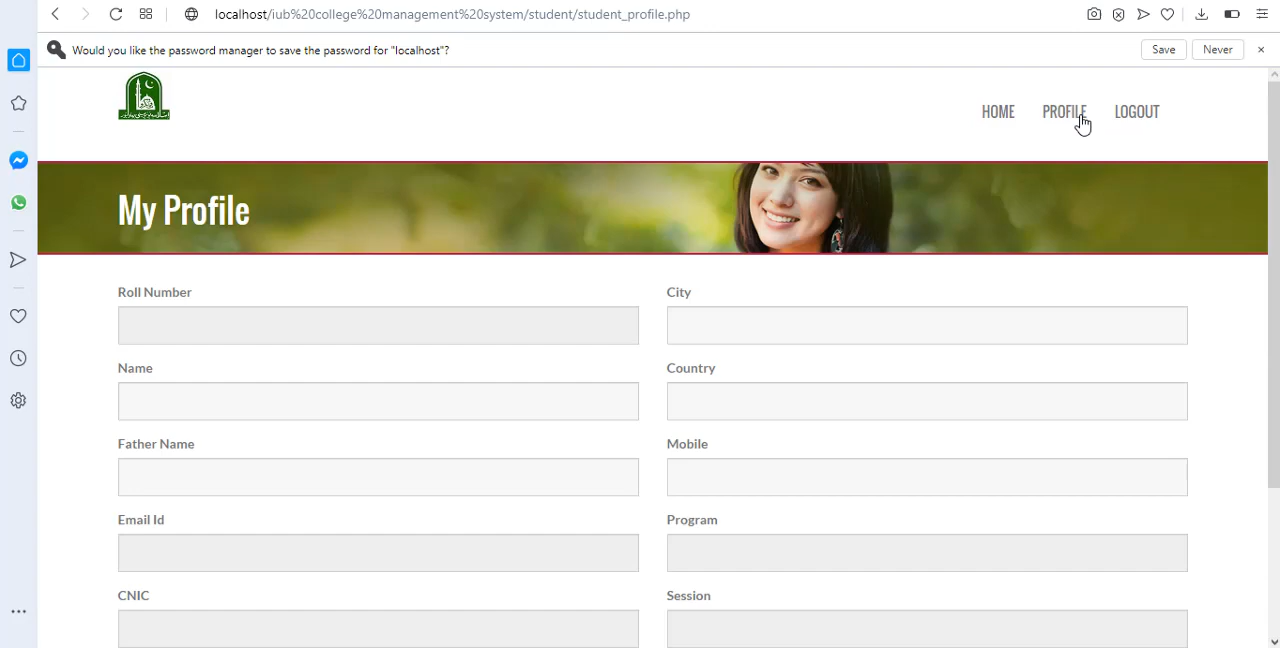 localhost/iub%20college%20management%20system/student/student_profile.php
Would you like the password manager to save the password for "localhost"?
Save
Never
HOME
PROFILE
LOGOUT
My Profile
Roll Number
City
Name
Country
Father Name
Mobile
Email Id
Program
CNIC
Session